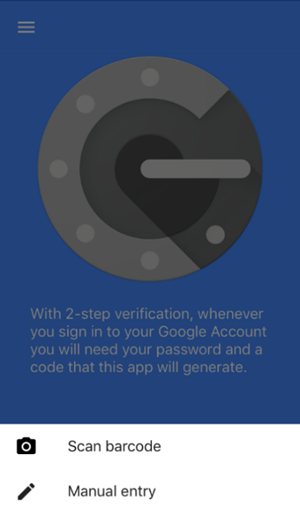 With 2-step verification, whenever
you sign in to your Google Account
you will need your password and a
code that this app will generate.
Scan barcode
Manual entry